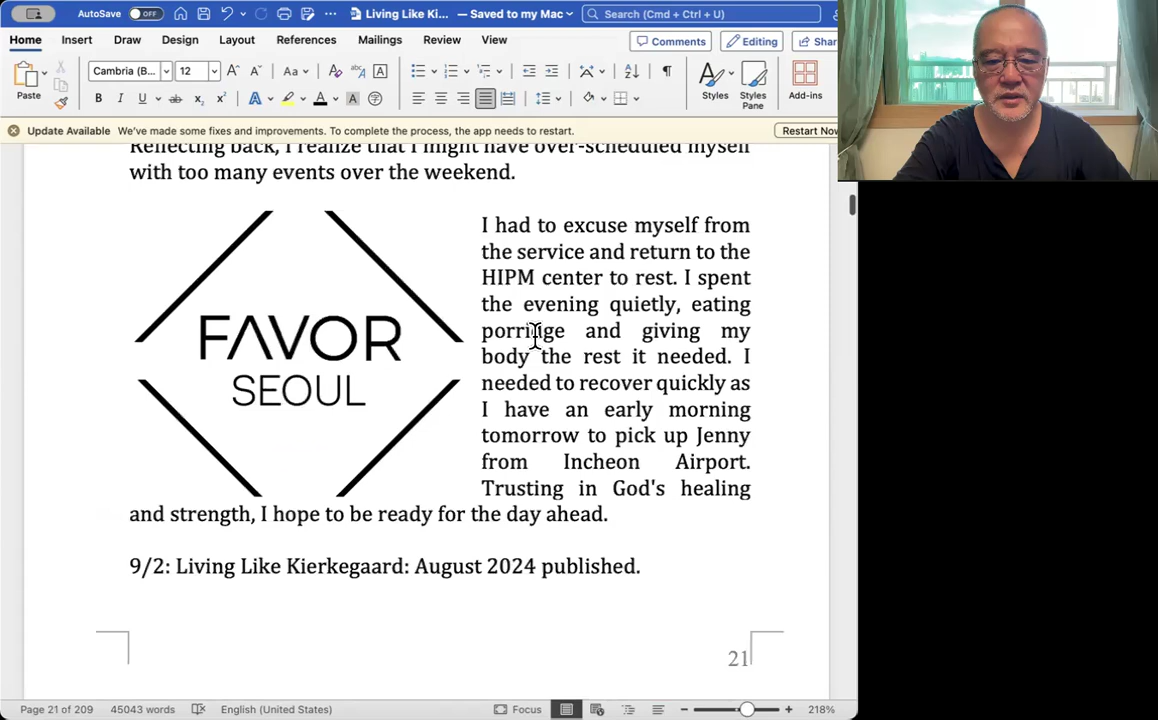 AutoSave OFF Living Like Ki... — Saved to my Mac Search (Cmd + Ctrl + U)
Home Insert Draw Design Layout References Mailings Review View Comments Editing
Paste Cambria (B... 12 Styles Styles Pane Add-ins
Update Available We've made some fixes and improvements. To complete the process, the app needs to restart. Restart Now
Reflecting back, I realize that I might have over-scheduled myself
with too many events over the weekend.
FAVOR
SEOUL
I had to excuse myself from
the service and return to the
HIPM center to rest. I spent
the evening quietly, eating
porridge and giving my
body the rest it needed. I
needed to recover quickly as
I have an early morning
tomorrow to pick up Jenny
from Incheon Airport.
Trusting in God's healing
and strength, I hope to be ready for the day ahead.
9/2: Living Like Kierkegaard: August 2024 published.
21
Page 21 of 209 45043 words English (United States) Focus 218%